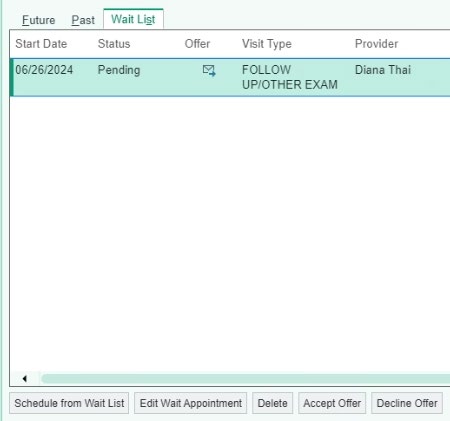 Future Past Wait List
Start Date Status Offer Visit Type Provider
06/26/2024 Pending FOLLOW Diana Thai
UP/OTHER EXAM
Schedule from Wait List Edit Wait Appointment Delete Accept Offer Decline Offer